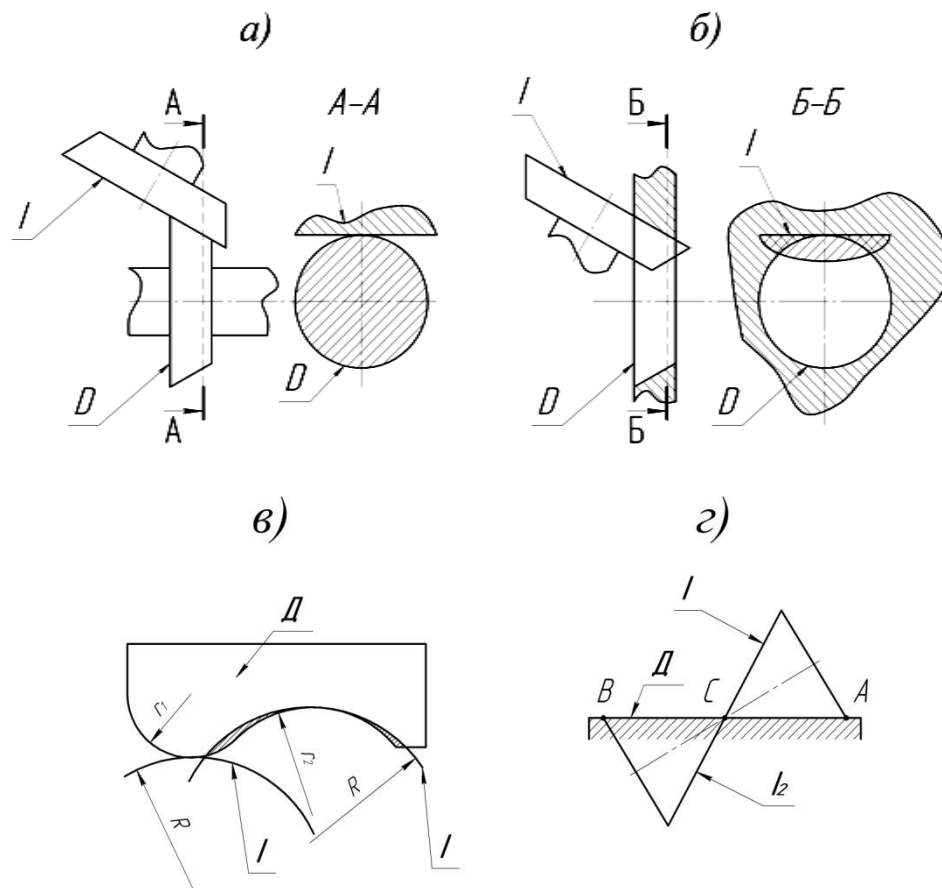 а) б)
А А-А Б Б-Б
I I I I
D D D D
А Б
в) г)
Д I
r₁ r₂ В Д С А
R I R I I₂